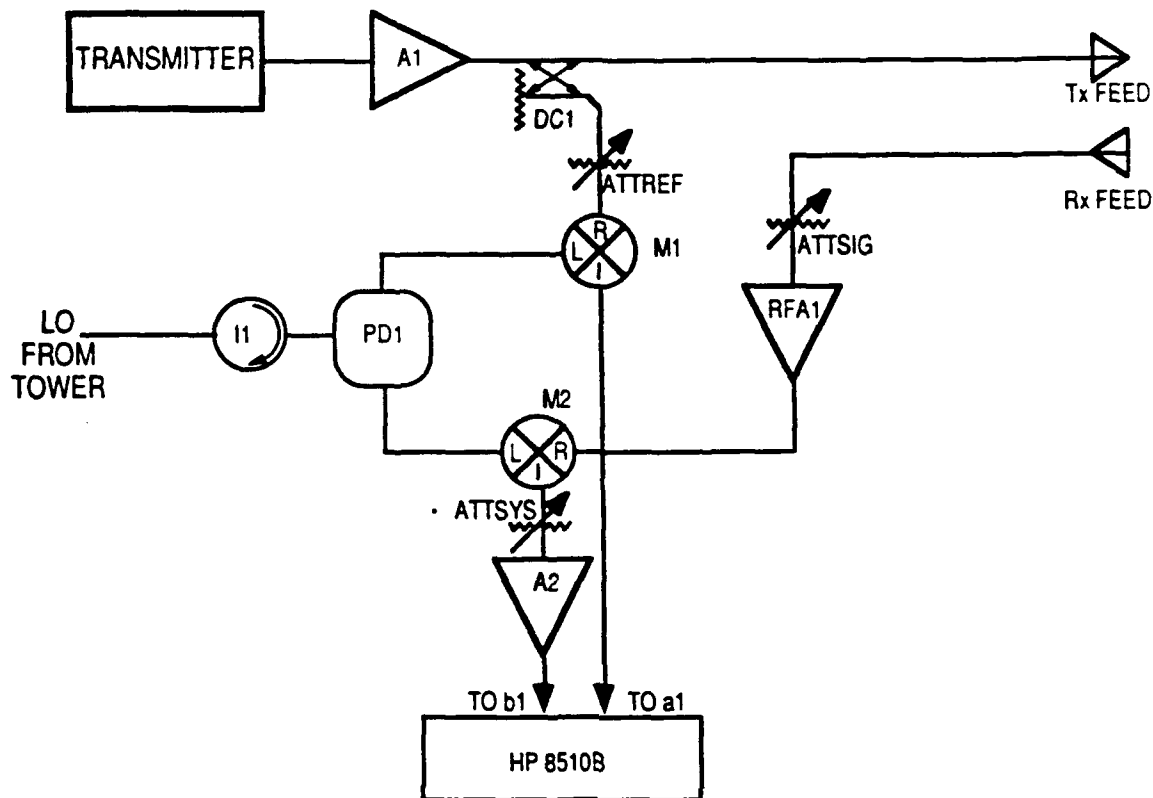 TRANSMITTER
A1
Tx FEED
DC1
ATTREF
Rx FEED
R
L
I
M1
ATTSIG
RFA1
LO
FROM
TOWER
I1
PD1
M2
L
R
I
ATTSYS
A2
TO b1
TO a1
HP 8510B